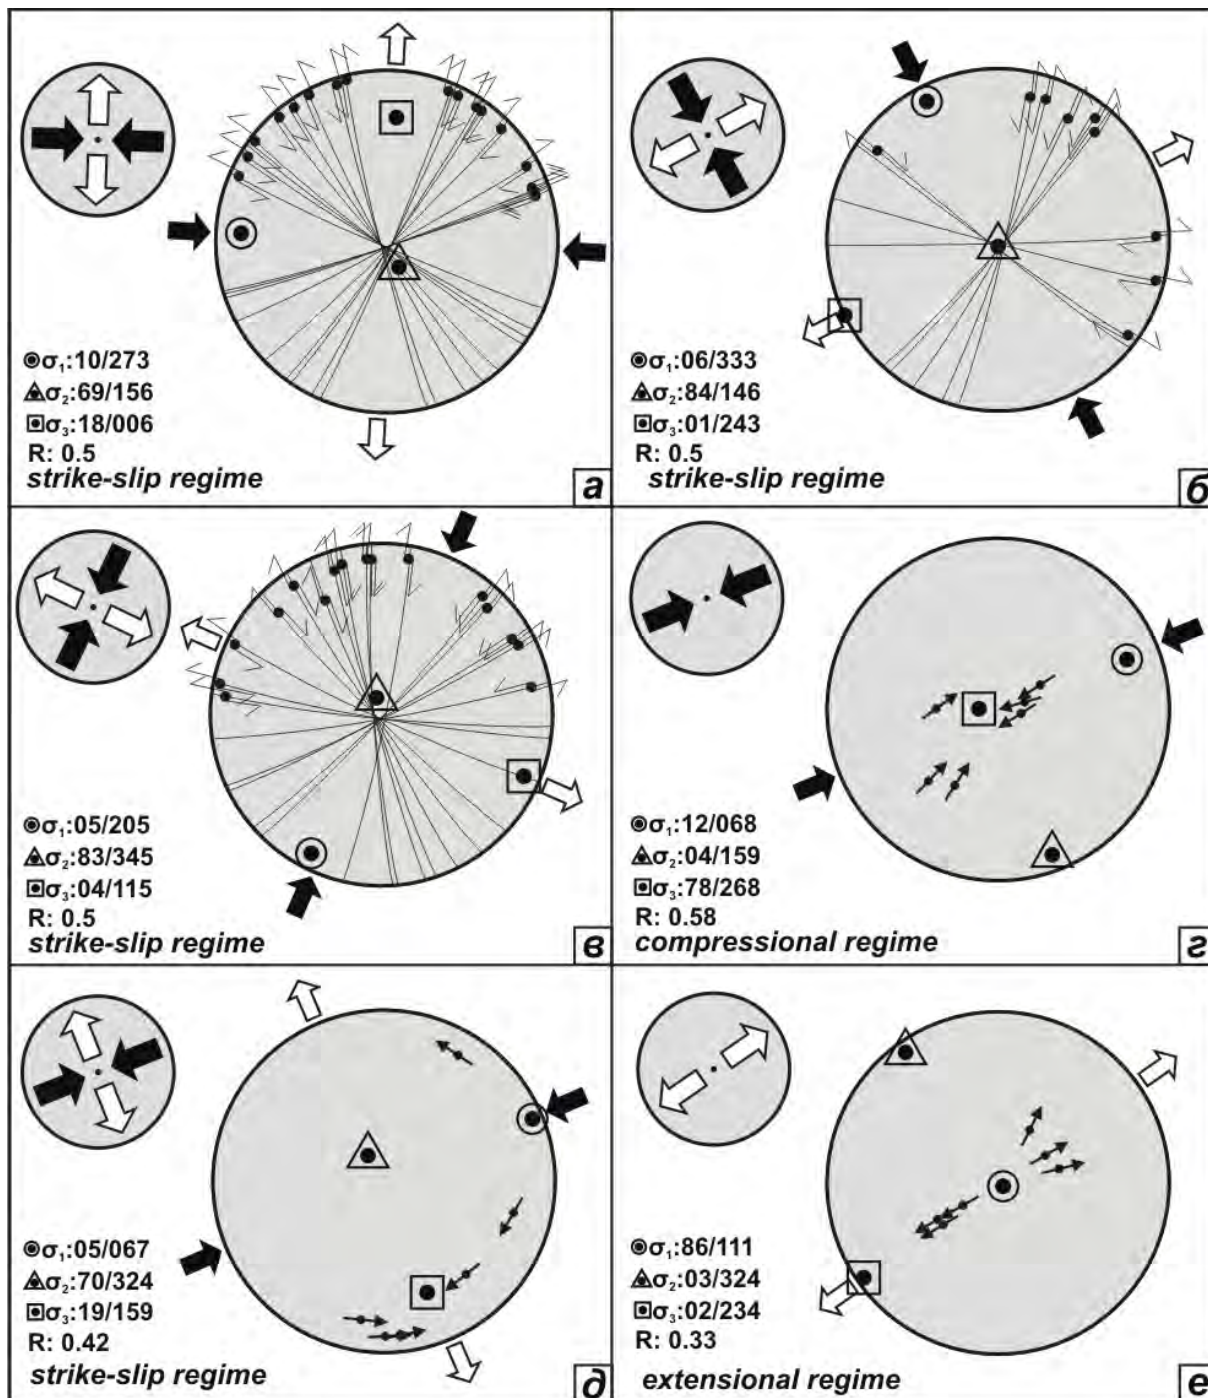 σ₁:10/273
σ₂:69/156
σ₃:18/006
R: 0.5
strike-slip regime
а
σ₁:06/333
σ₂:84/146
σ₃:01/243
R: 0.5
strike-slip regime
б
σ₁:05/205
σ₂:83/345
σ₃:04/115
R: 0.5
strike-slip regime
в
σ₁:12/068
σ₂:04/159
σ₃:78/268
R: 0.58
compressional regime
г
σ₁:05/067
σ₂:70/324
σ₃:19/159
R: 0.42
strike-slip regime
д
σ₁:86/111
σ₂:03/324
σ₃:02/234
R: 0.33
extensional regime
е